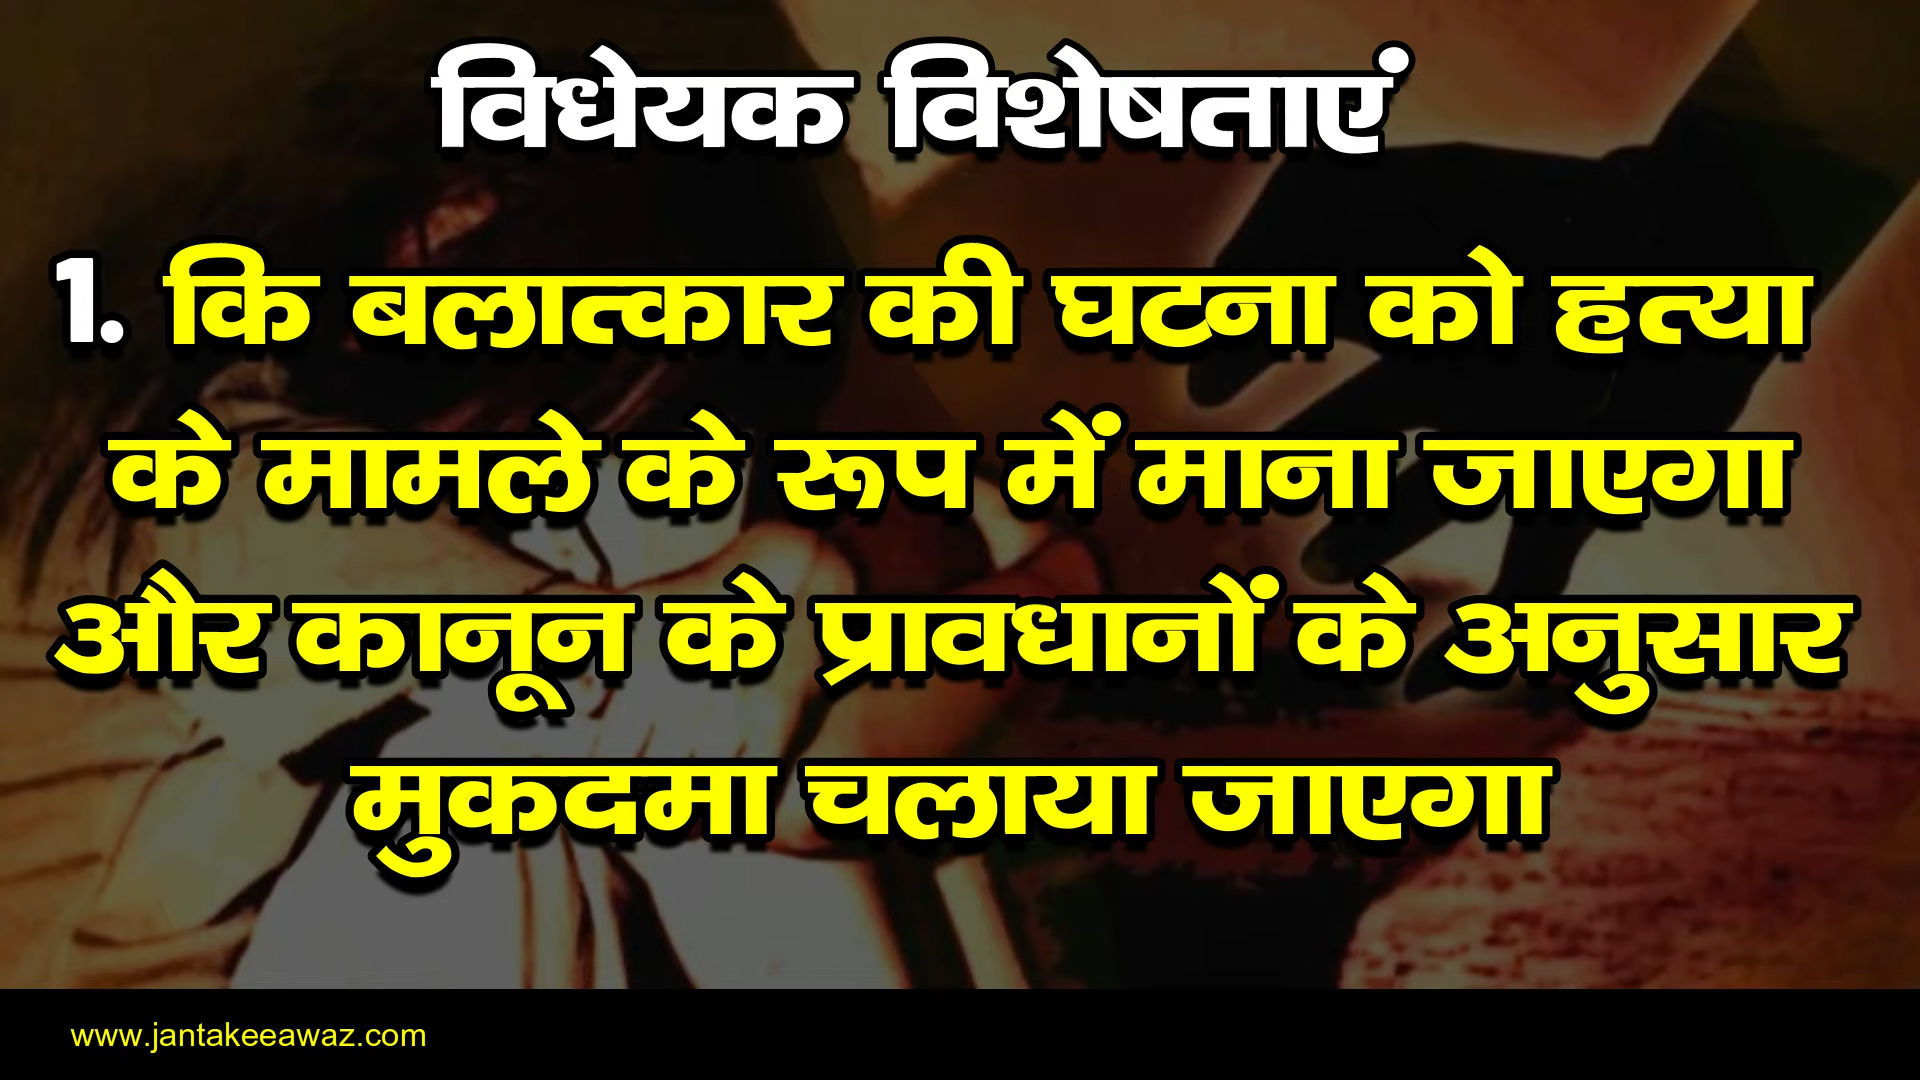 विधेयक विशेषताएं
1. कि बलात्कार की घटना को हत्या
के मामले के रूप में माना जाएगा
और कानून के प्रावधानों के अनुसार
मुकदमा चलाया जाएगा
www.jantakeeawaz.com